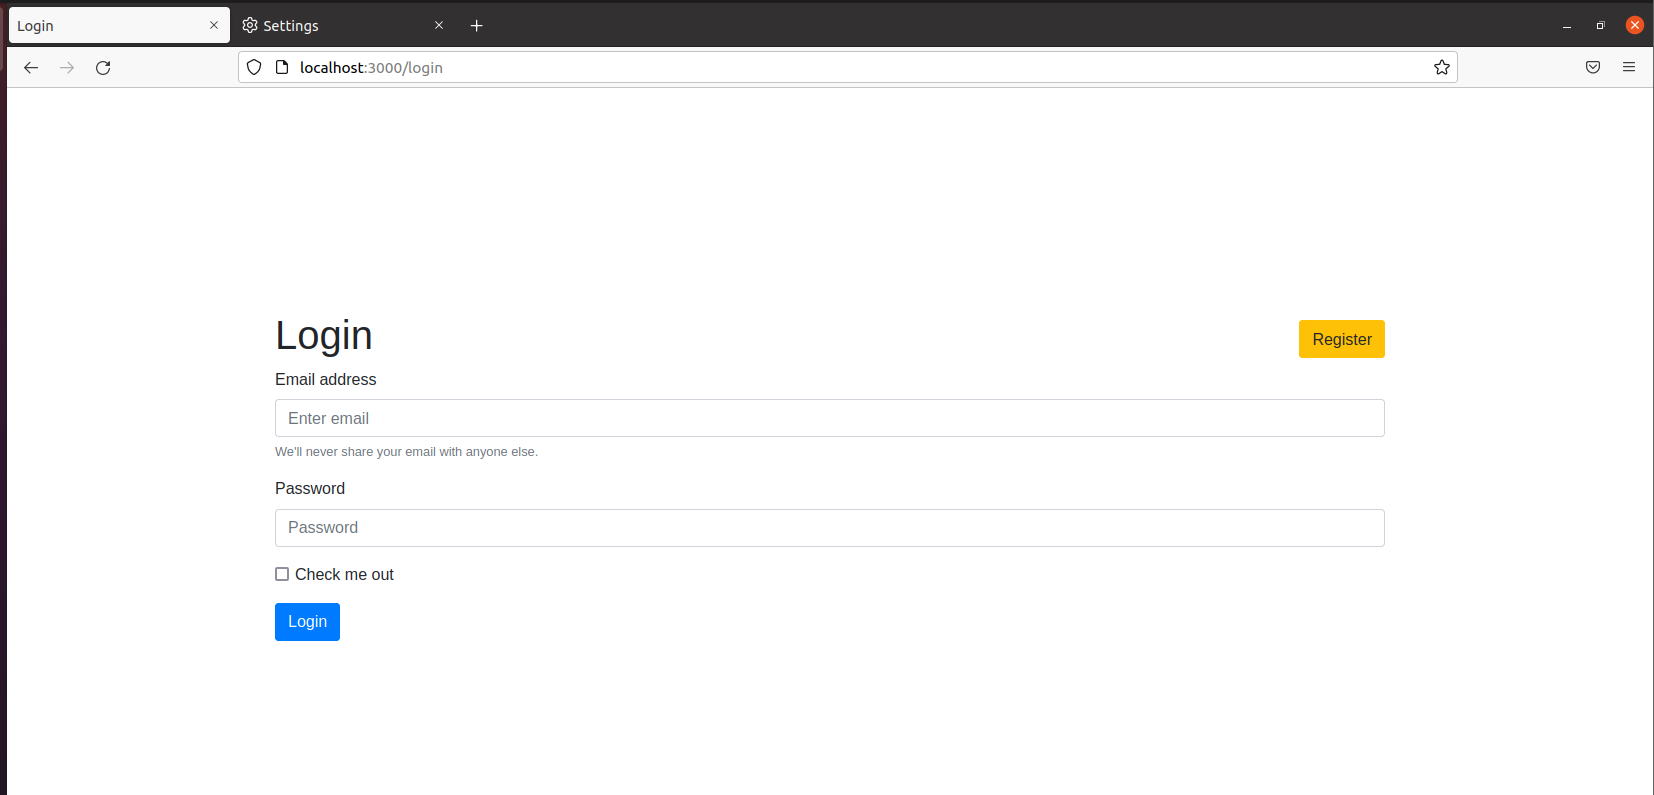 Login
Settings
localhost:3000/login
Login
Register
Email address
Enter email
We'll never share your email with anyone else.
Password
Password
Check me out
Login